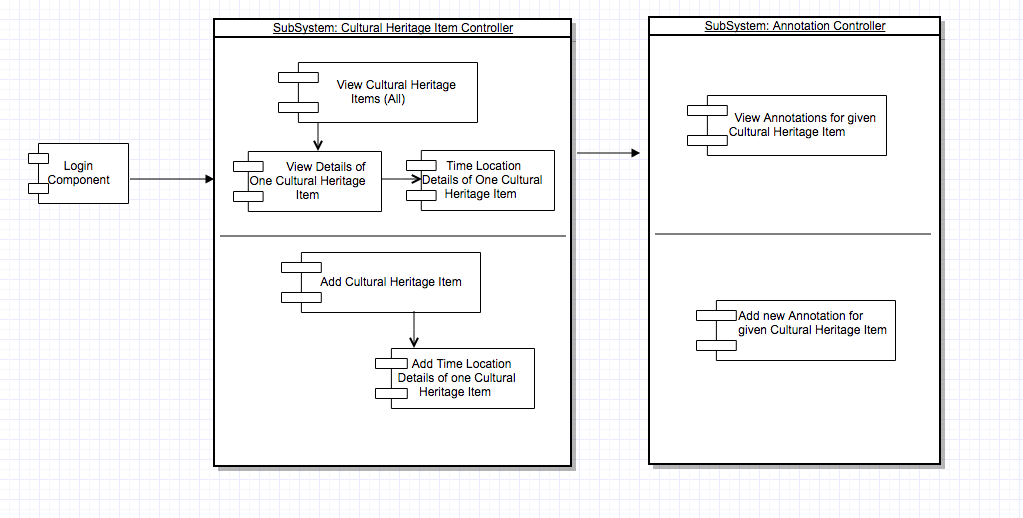 SubSystem: Cultural Heritage Item Controller
SubSystem: Annotation Controller
View Cultural Heritage
Items (All)
View Annotations for given
Cultural Heritage Item
Login
Component
View Details of
One Cultural Heritage
Item
Time Location
Details of One Cultural
Heritage Item
Add Cultural Heritage Item
Add new Annotation for
given Cultural Heritage Item
Add Time Location
Details of one Cultural
Heritage Item